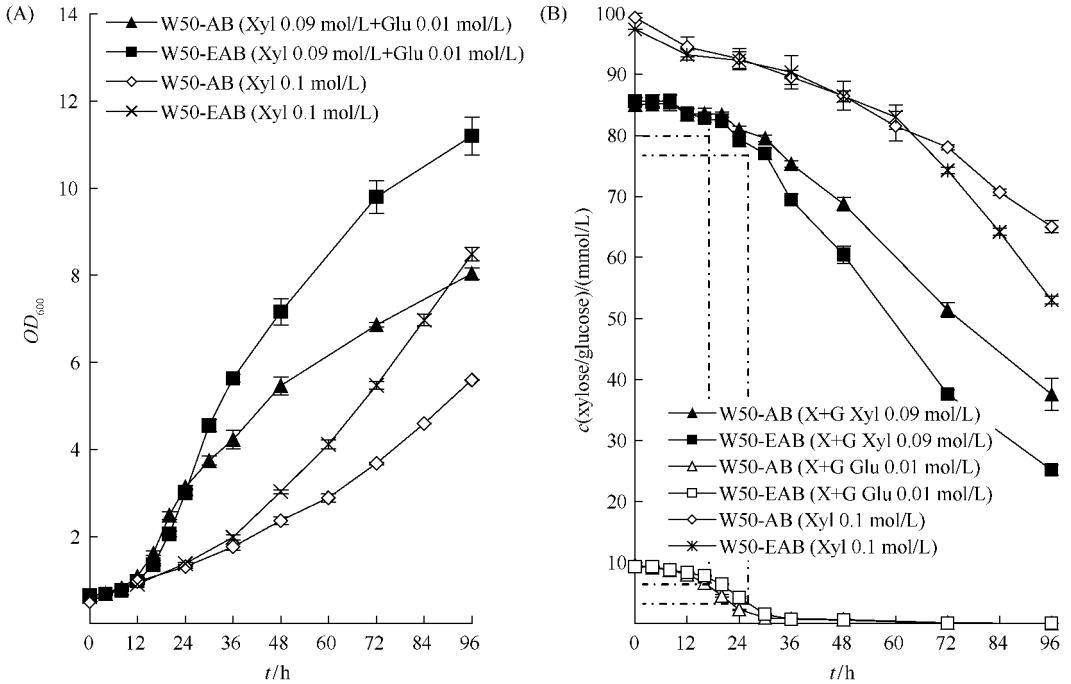 (A)
14
12
10
8
6
4
2
0 12 24 36 48 60 72 84 96
OD600
t/h
W50-AB (Xyl 0.09 mol/L+Glu 0.01 mol/L)
W50-EAB (Xyl 0.09 mol/L+Glu 0.01 mol/L)
W50-AB (Xyl 0.1 mol/L)
W50-EAB (Xyl 0.1 mol/L)
(B)
100
90
80
70
60
50
40
30
20
10
0 12 24 36 48 60 72 84 96
c(xylose/glucose)/(mmol/L)
t/h
W50-AB (X+G Xyl 0.09 mol/L)
W50-EAB (X+G Xyl 0.09 mol/L)
W50-AB (X+G Glu 0.01 mol/L)
W50-EAB (X+G Glu 0.01 mol/L)
W50-AB (Xyl 0.1 mol/L)
W50-EAB (Xyl 0.1 mol/L)